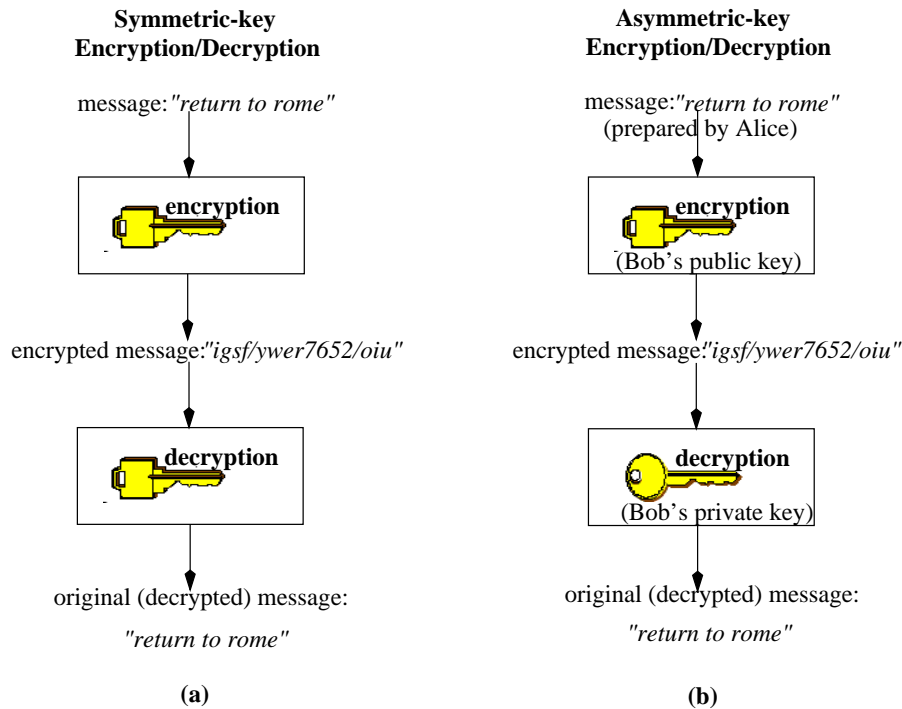 Symmetric-key
Encryption/Decryption
message:"return to rome"
encryption
encrypted message:"igsf/ywer7652/oiu"
decryption
original (decrypted) message:
"return to rome"
(a)
Asymmetric-key
Encryption/Decryption
message:"return to rome"
(prepared by Alice)
encryption
(Bob's public key)
encrypted message:"igsf/ywer7652/oiu"
decryption
(Bob's private key)
original (decrypted) message:
"return to rome"
(b)